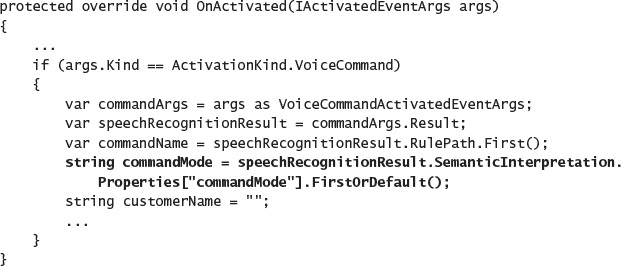 protected override void OnActivated(IActivatedEventArgs args)
{
    ...
    if (args.Kind == ActivationKind.VoiceCommand)
    {
        var commandArgs = args as VoiceCommandActivatedEventArgs;
        var speechRecognitionResult = commandArgs.Result;
        var commandName = speechRecognitionResult.RulePath.First();
        string commandMode = speechRecognitionResult.SemanticInterpretation.
            Properties["commandMode"].FirstOrDefault();
        string customerName = "";
        ...
    }
}